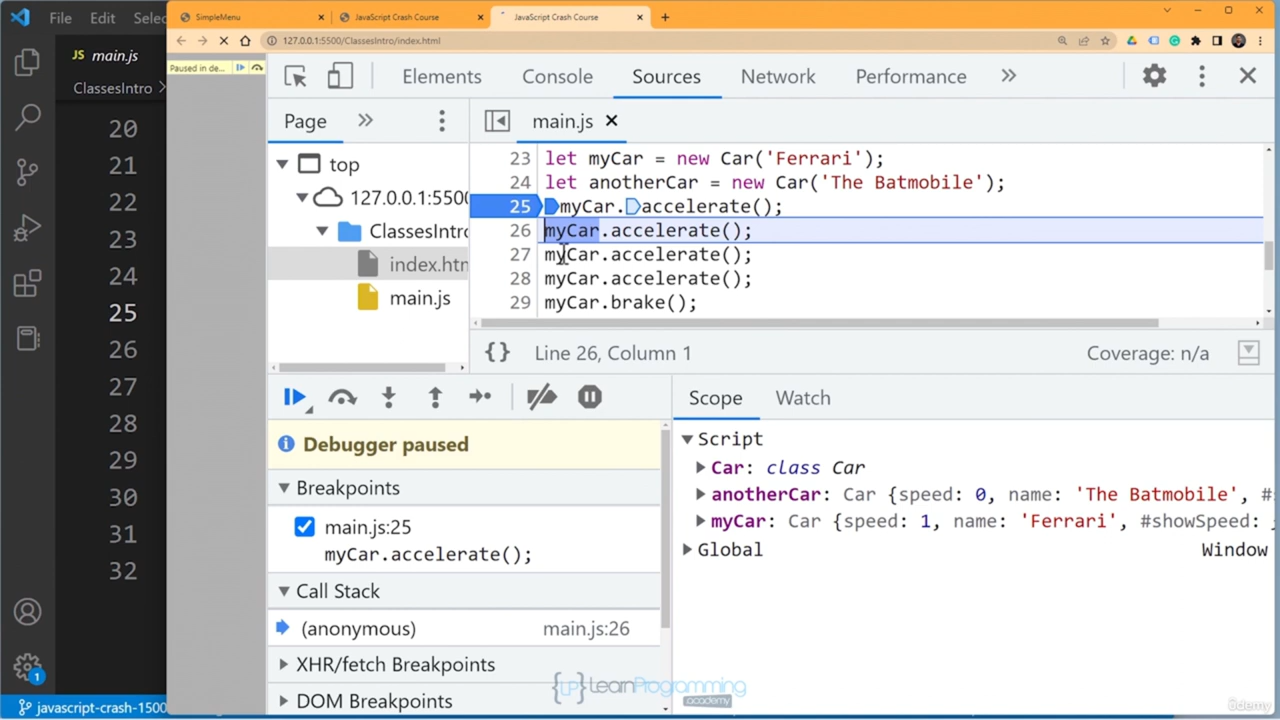 File Edit Selec
SimpleMenu
JavaScript Crash Course
JavaScript Crash Course
127.0.0.1:5500/ClassesIntro/index.html
JS main.js
ClassesIntro
20
21
22
23
24
25
26
27
28
29
30
31
32
1
javascript-crash-1500
Paused in de...
Elements Console Sources Network Performance
Page
main.js
top
127.0.0.1:5500
ClassesIntro
index.htm
main.js
23 let myCar = new Car('Ferrari');
24 let anotherCar = new Car('The Batmobile');
25 myCar.accelerate();
26 myCar.accelerate();
27 myCar.accelerate();
28 myCar.accelerate();
29 myCar.brake();
{} Line 26, Column 1 Coverage: n/a
Debugger paused
Breakpoints
main.js:25
myCar.accelerate();
Call Stack
(anonymous) main.js:26
XHR/fetch Breakpoints
DOM Breakpoints
Scope Watch
Script
Car: class Car
anotherCar: Car {speed: 0, name: 'The Batmobile', #s
myCar: Car {speed: 1, name: 'Ferrari', #showSpeed:
Global Window
LP LearnProgramming
academy
ûdemy